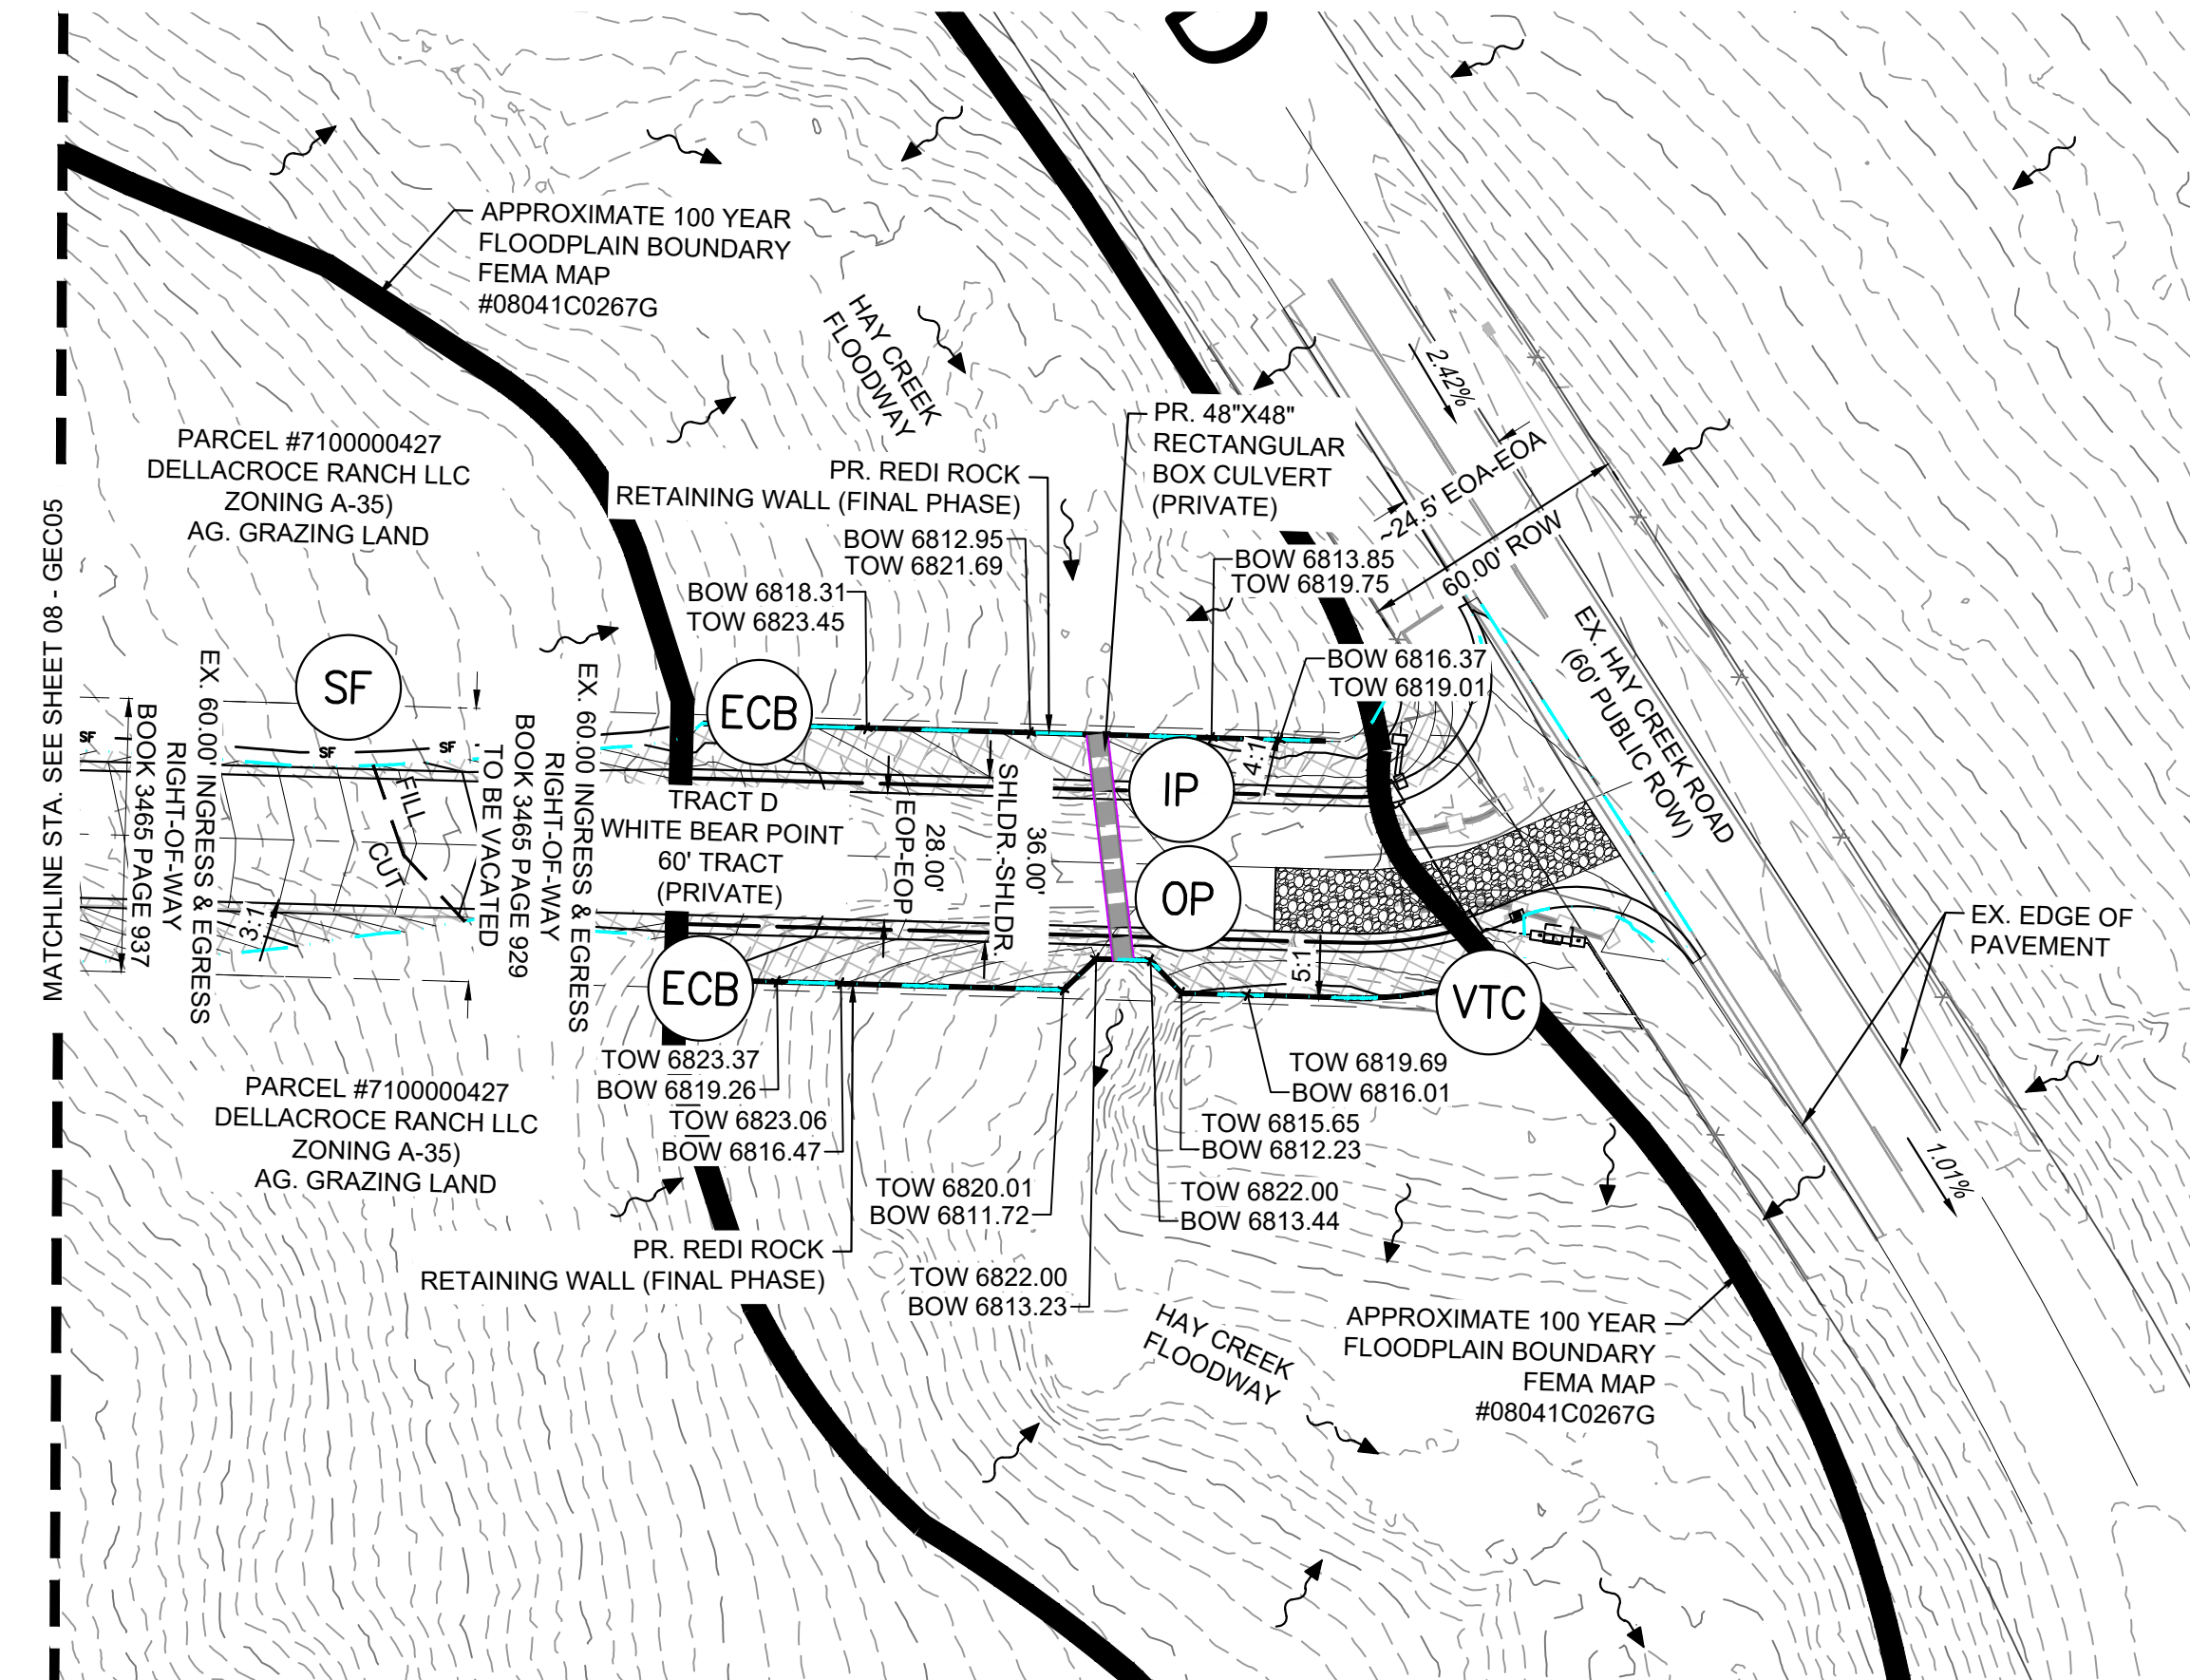 APPROXIMATE 100 YEAR
FLOODPLAIN BOUNDARY
FEMA MAP
#08041C0267G
HAY CREEK
FLOODWAY
2.42%
PARCEL #7100000427
DELLACROCE RANCH LLC
ZONING A-35)
AG. GRAZING LAND
PR. REDI ROCK
RETAINING WALL (FINAL PHASE)
PR. 48"X48"
RECTANGULAR
BOX CULVERT
(PRIVATE)
~24.5' EOA-EOA
60.00' ROW
BOW 6812.95
TOW 6821.69
BOW 6813.85
TOW 6819.75
BOW 6818.31
TOW 6823.45
BOW 6816.37
TOW 6819.01
EX. HAY CREEK ROAD
(60' PUBLIC ROW)
MATCHLINE STA. SEE SHEET 08 - GEC05
SF
ECB
IP
OP
ECB
VTC
SF
SF
SF
EX. 60.00' INGRESS & EGRESS
RIGHT-OF-WAY
BOOK 3465 PAGE 937
FILL
CUT
3:1
EX. 60.00 INGRESS & EGRESS
RIGHT-OF-WAY
BOOK 3465 PAGE 929
TO BE VACATED
TRACT D
WHITE BEAR POINT
60' TRACT
(PRIVATE)
28.00'
EOP-EOP
36.00'
SHLDR.-SHLDR.
4:1
5:1
EX. EDGE OF
PAVEMENT
TOW 6823.37
BOW 6819.26
TOW 6823.06
BOW 6816.47
TOW 6819.69
BOW 6816.01
TOW 6815.65
BOW 6812.23
PARCEL #7100000427
DELLACROCE RANCH LLC
ZONING A-35)
AG. GRAZING LAND
TOW 6820.01
BOW 6811.72
TOW 6822.00
BOW 6813.44
1.01%
PR. REDI ROCK
RETAINING WALL (FINAL PHASE)
TOW 6822.00
BOW 6813.23
HAY CREEK
FLOODWAY
APPROXIMATE 100 YEAR
FLOODPLAIN BOUNDARY
FEMA MAP
#08041C0267G